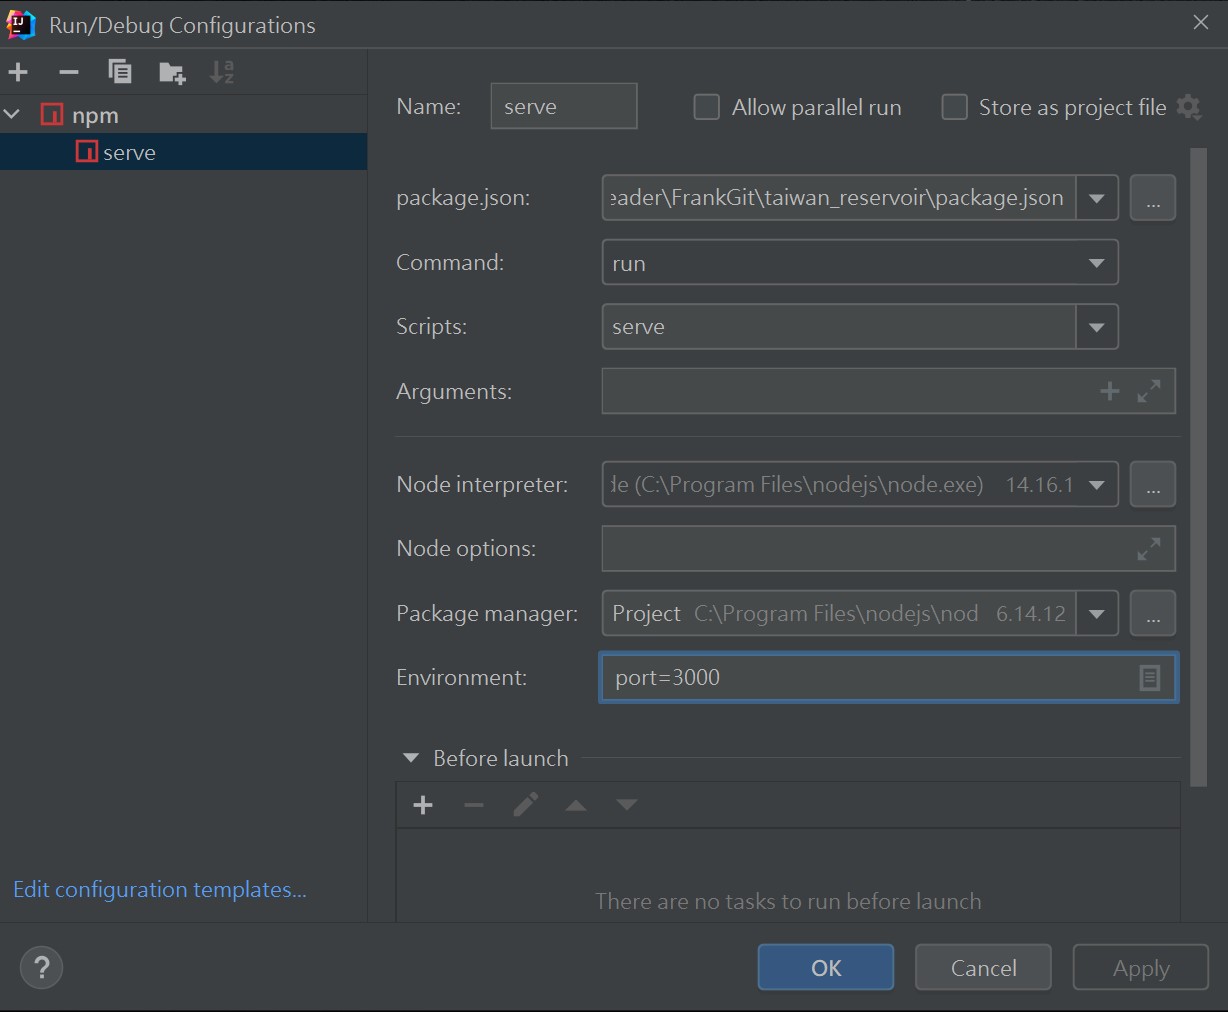 Run/Debug Configurations
npm
serve
Name: serve Allow parallel run Store as project file
package.json: eader\FrankGit\taiwan_reservoir\package.json ...
Command: run
Scripts: serve
Arguments:
Node interpreter: de (C:\Program Files\nodejs\node.exe) 14.16.1 ...
Node options:
Package manager: Project C:\Program Files\nodejs\nod 6.14.12 ...
Environment: port=3000
Before launch
There are no tasks to run before launch
Edit configuration templates...
? OK Cancel Apply